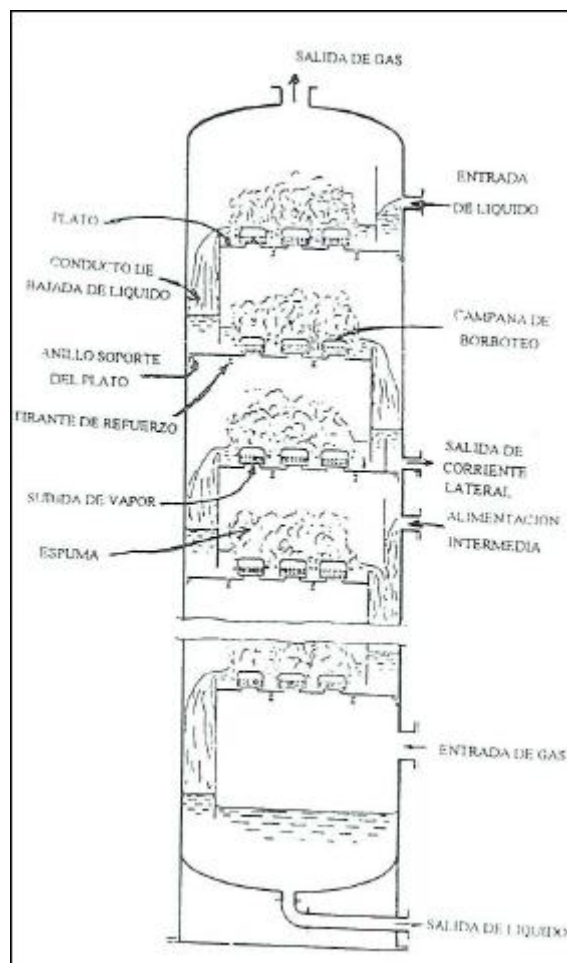 SALIDA DE GAS
ENTRADA
DE LIQUIDO
PLATO
CONDUCTO DE
BAJADA DE LIQUIDO
CAMPANA DE
BORBOTEO
ANILLO SOPORTE
DEL PLATO
TIRANTE DE REFUERZO
SALIDA DE
CORRIENTE
LATERAL
SUBIDA DE VAPOR
ALIMENTACION
INTERMEDIA
ESPUMA
ENTRADA DE GAS
SALIDA DE LIQUIDO